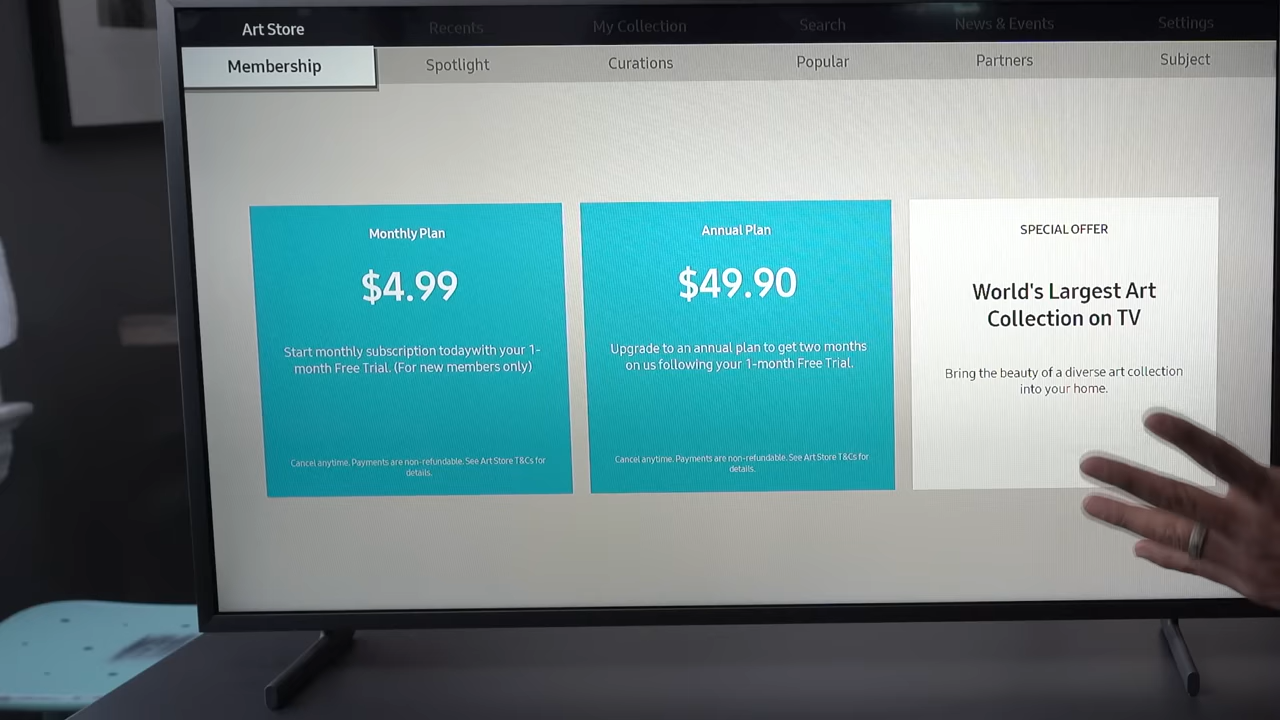 Art Store Recents My Collection Search News & Events Settings
Membership Spotlight Curations Popular Partners Subject
Monthly Plan
$4.99
Start monthly subscription todaywith your 1-
month Free Trial. (For new members only)
Cancel anytime. Payments are non-refundable. See Art Store T&Cs for
details.
Annual Plan
$49.90
Upgrade to an annual plan to get two months
on us following your 1-month Free Trial.
Cancel anytime. Payments are non-refundable. See Art Store T&Cs for
details.
SPECIAL OFFER
World's Largest Art
Collection on TV
Bring the beauty of a diverse art collection
into your home.